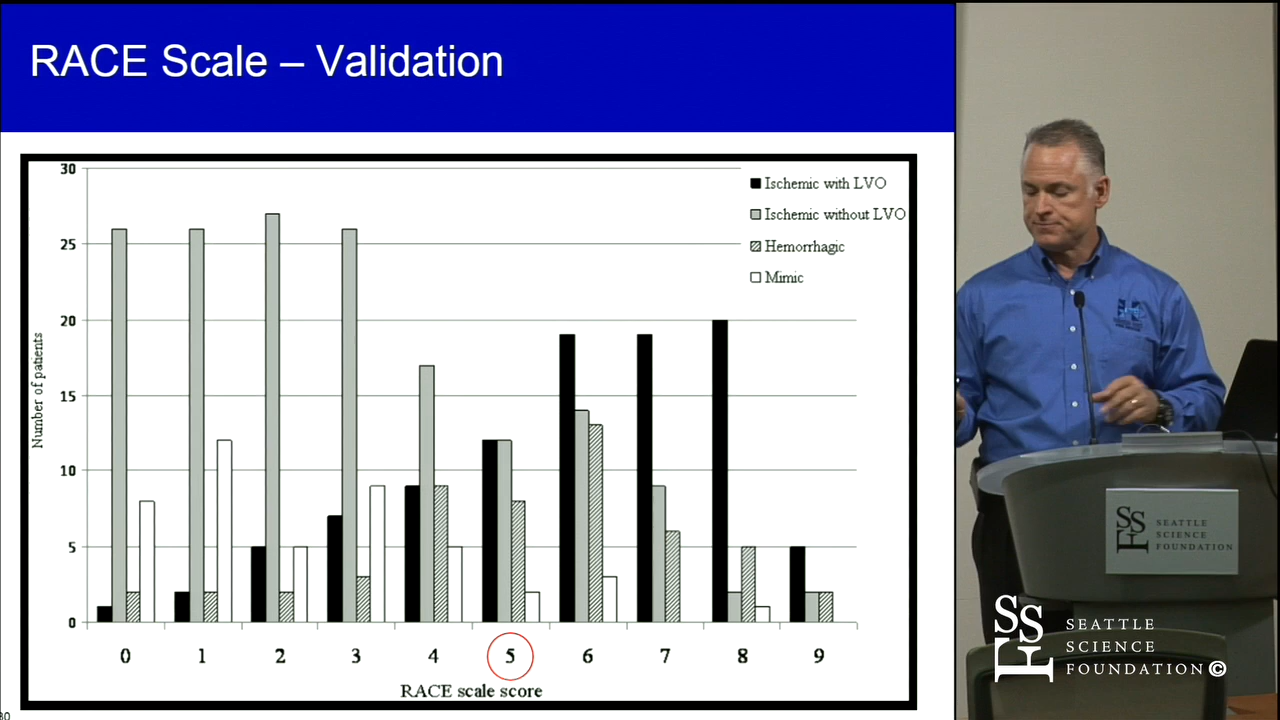 RACE Scale – Validation
30
25
20
15
10
5
0
Number of patients
Ischemic with LVO
Ischemic without LVO
Hemorrhagic
Mimic
0 1 2 3 4 5 6 7 8 9
RACE scale score
SSF
SEATTLE
SCIENCE
FOUNDATION
SSF
SEATTLE
SCIENCE
FOUNDATION©